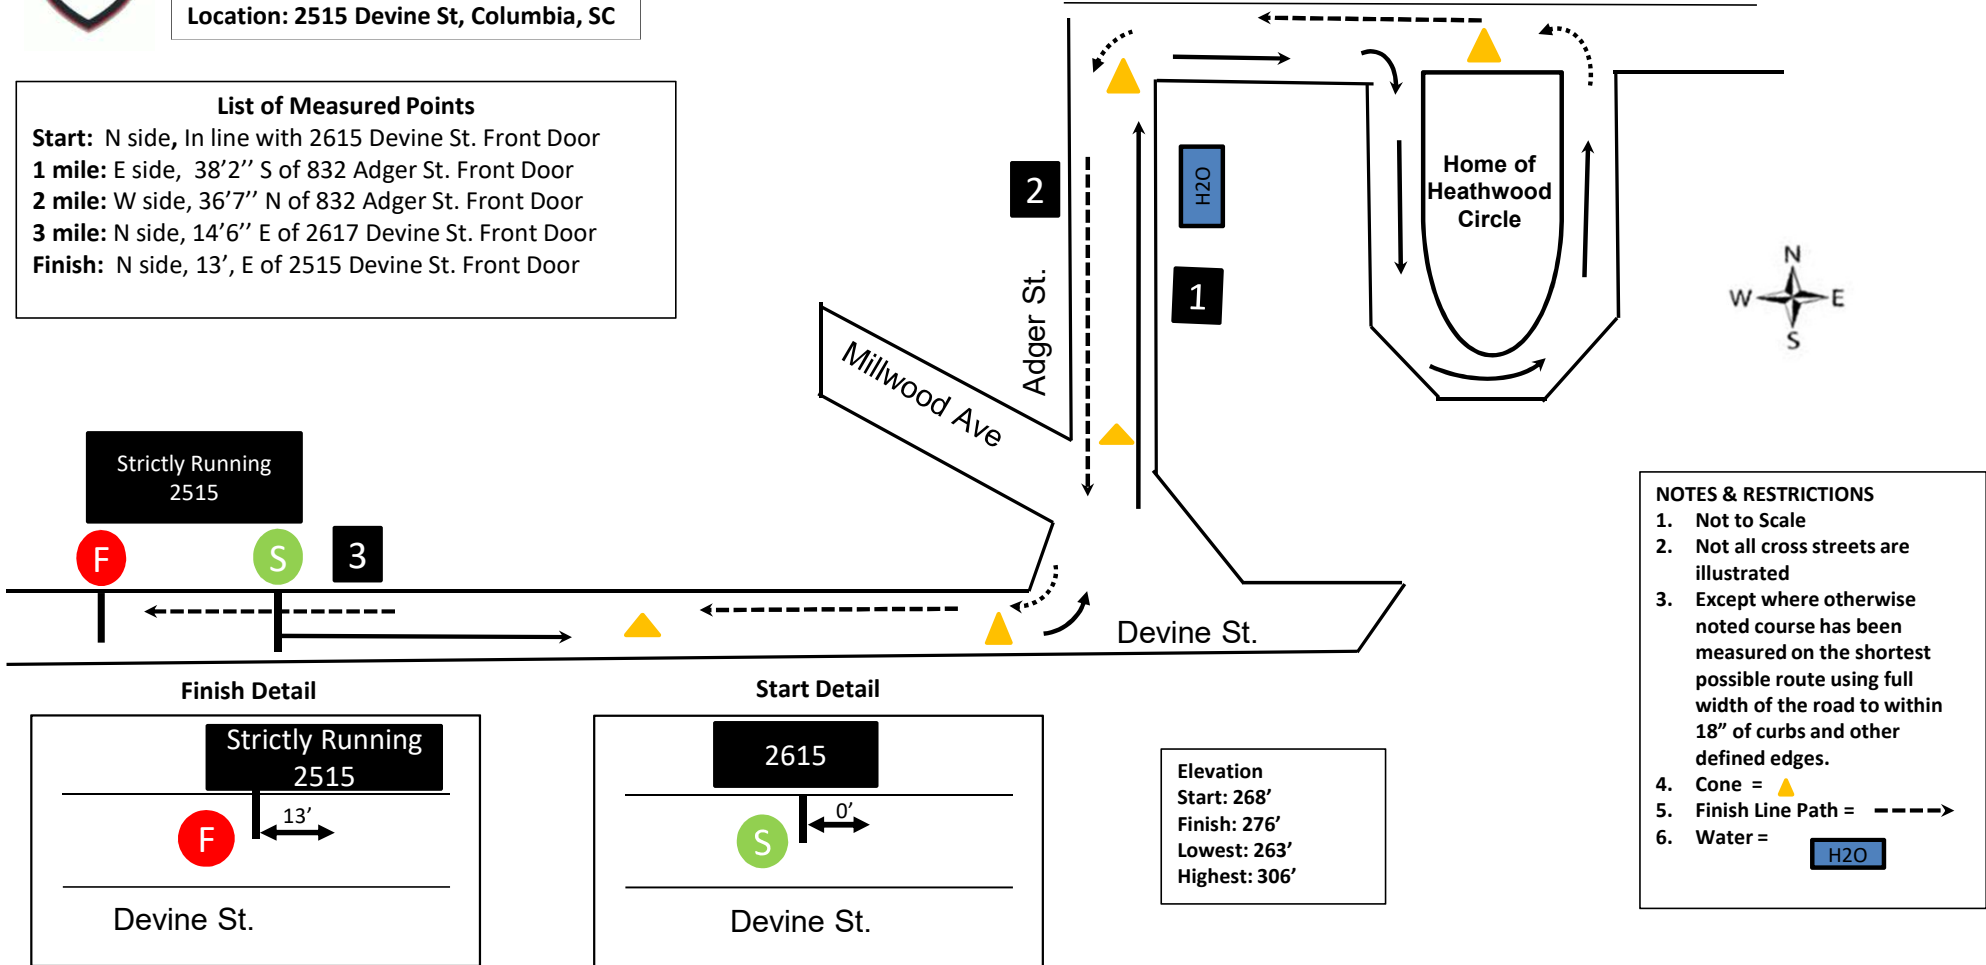 Location: 2515 Devine St, Columbia, SC
List of Measured Points
Start: N side, In line with 2615 Devine St. Front Door
1 mile: E side, 38’2’’ S of 832 Adger St. Front Door
2 mile: W side, 36’7’’ N of 832 Adger St. Front Door
3 mile: N side, 14’6’’ E of 2617 Devine St. Front Door
Finish: N side, 13’, E of 2515 Devine St. Front Door
2
H2O
1
Adger St.
Millwood Ave
Home of
Heathwood
Circle
N
W
E
S
Strictly Running
2515
F
S
3
Devine St.
Finish Detail
Strictly Running
2515
13’
F
Devine St.
Start Detail
2615
0’
S
Devine St.
Elevation
Start: 268’
Finish: 276’
Lowest: 263’
Highest: 306’
NOTES & RESTRICTIONS
1. Not to Scale
2. Not all cross streets are
illustrated
3. Except where otherwise
noted course has been
measured on the shortest
possible route using full
width of the road to within
18” of curbs and other
defined edges.
4. Cone =
5. Finish Line Path =
6. Water =
H2O